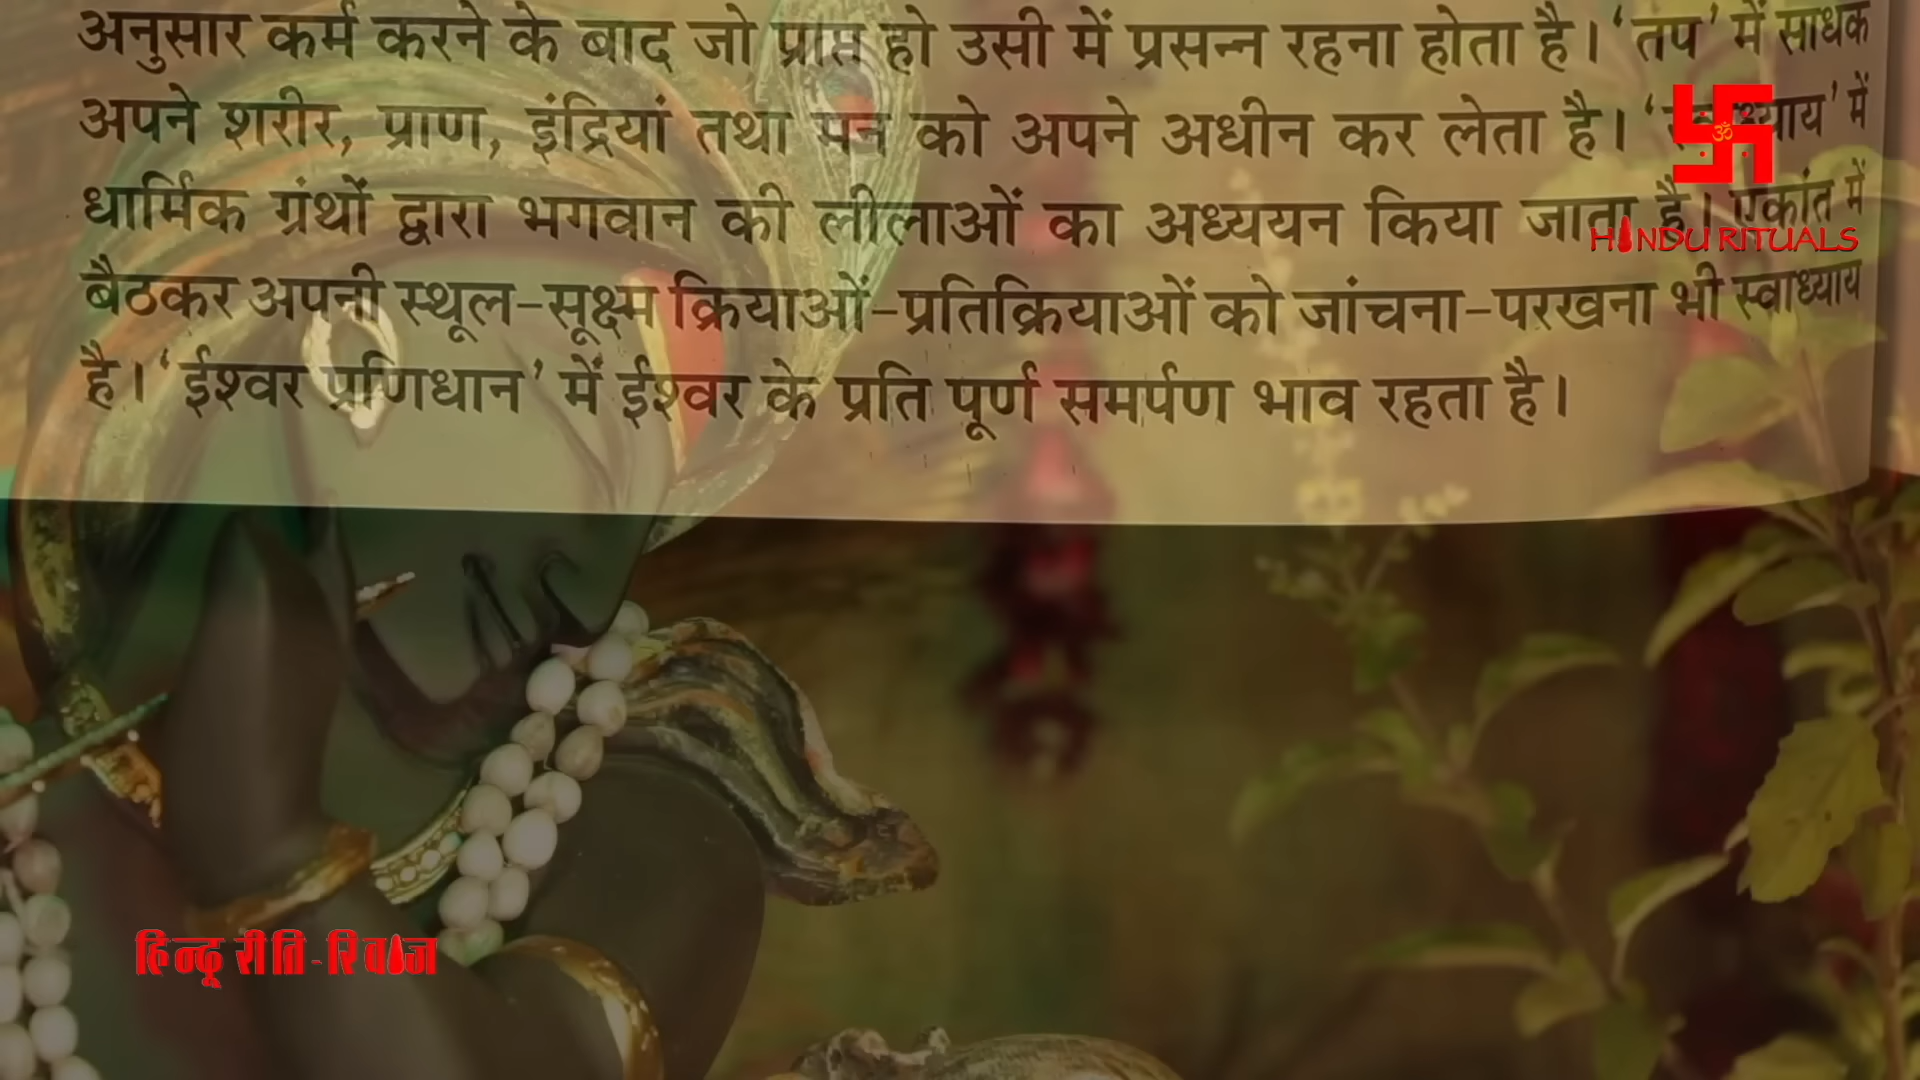 अनुसार कर्म करने के बाद जो प्राप्त हो उसी में प्रसन्न रहना होता है। ‘तप’ में साधक
अपने शरीर, प्राण, इंद्रियां तथा मन को अपने अधीन कर लेता है। ‘स्वाध्याय’ में
धार्मिक ग्रंथों द्वारा भगवान की लीलाओं का अध्ययन किया जाता है। एकांत में
बैठकर अपनी स्थूल-सूक्ष्म क्रियाओं-प्रतिक्रियाओं को जांचना-परखना भी स्वाध्याय
है। ‘ईश्वर प्रणिधान’ में ईश्वर के प्रति पूर्ण समर्पण भाव रहता है।
ॐ
HINDU RITUALS
हिन्दू रीति-रिवाज